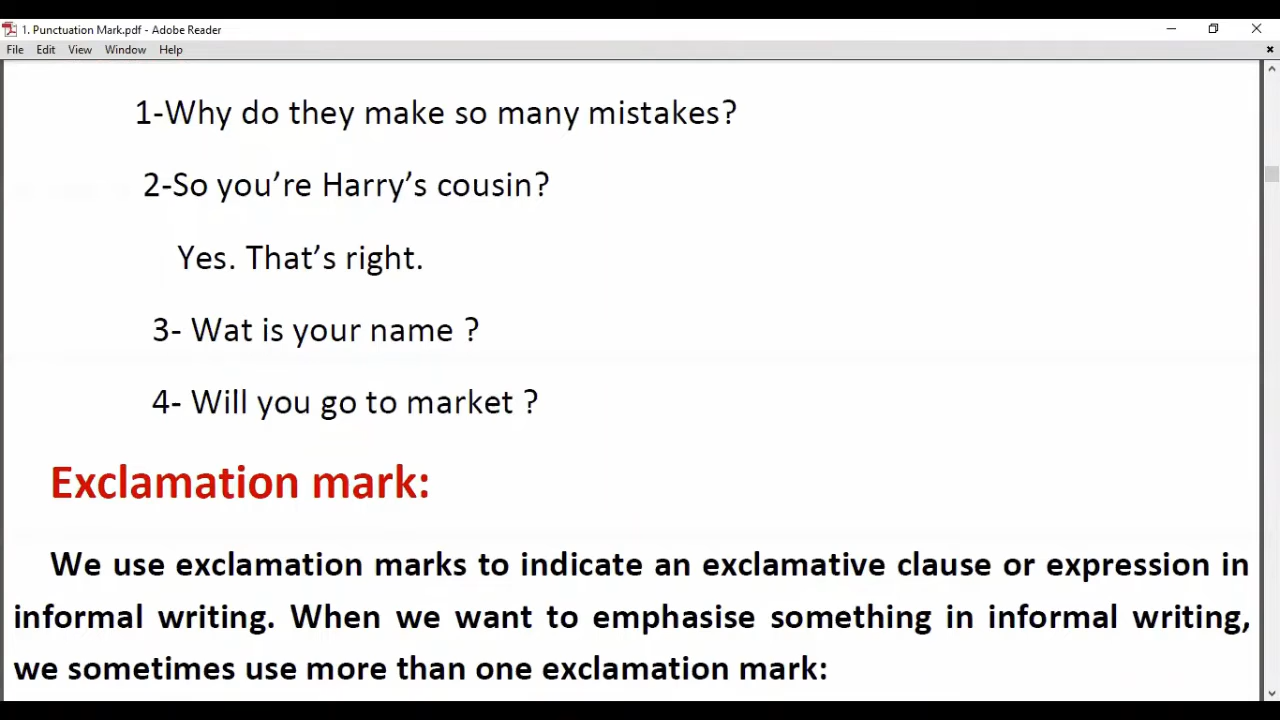 1. Punctuation Mark.pdf - Adobe Reader
File Edit View Window Help
1-Why do they make so many mistakes?
2-So you’re Harry’s cousin?
Yes. That’s right.
3- Wat is your name ?
4- Will you go to market ?
Exclamation mark:
We use exclamation marks to indicate an exclamative clause or expression in
informal writing. When we want to emphasise something in informal writing,
we sometimes use more than one exclamation mark: